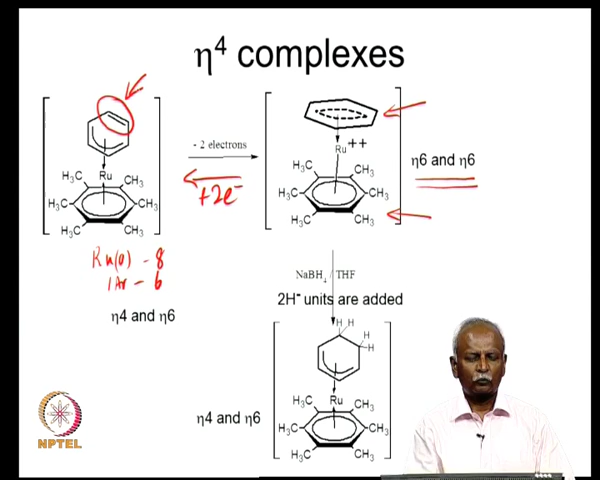 η⁴ complexes
- 2 electrons
+2e⁻
Ru
H₃C
CH₃
H₃C
CH₃
H₃C
CH₃
Ru++
H₃C
CH₃
H₃C
CH₃
H₃C
CH₃
η6 and η6
Ru(0) - 8
1Ar - 6
η4 and η6
NaBH₄ / THF
2H⁻ units are added
H H
H
H
Ru
H₃C
CH₃
H₃C
CH₃
H₃C
CH₃
η4 and η6
NPTEL